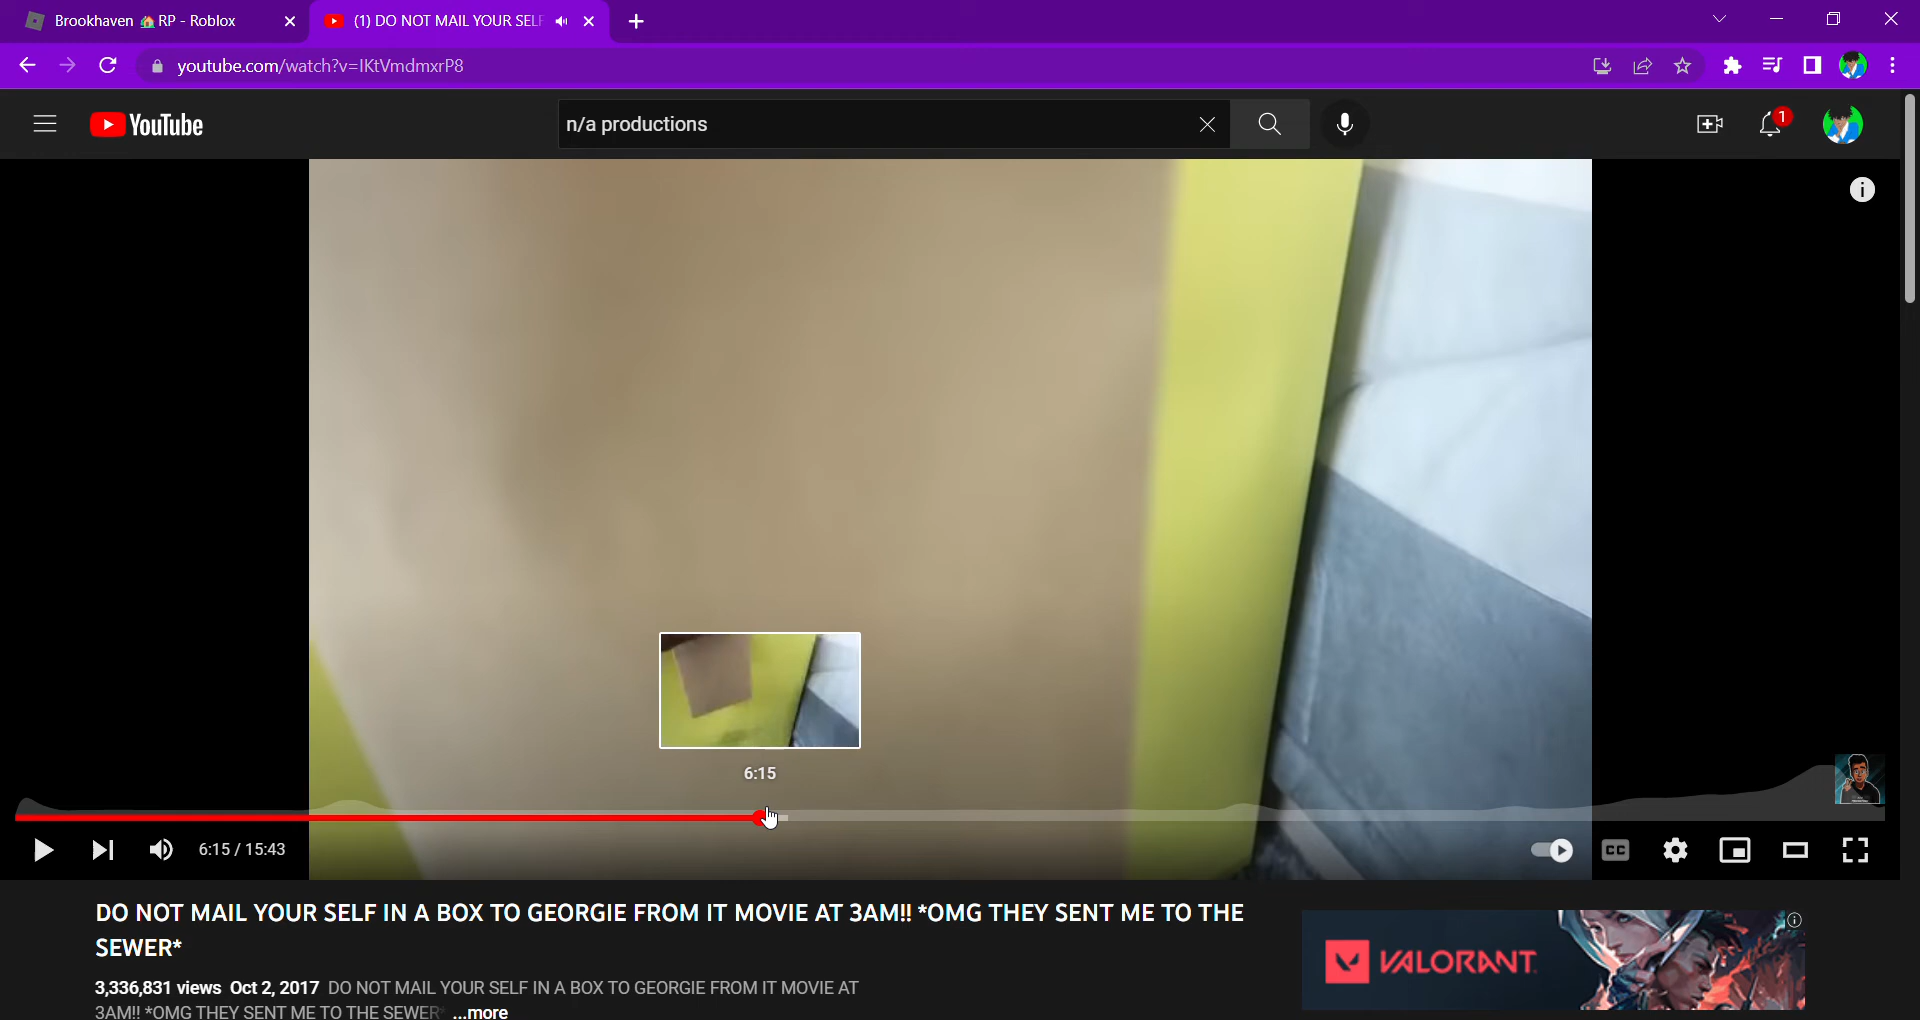 Brookhaven 🏠 RP - Roblox
(1) DO NOT MAIL YOUR SELF
youtube.com/watch?v=IKtVmdmxrP8
YouTube
n/a productions
1
6:15
6:15 / 15:43
CC
DO NOT MAIL YOUR SELF IN A BOX TO GEORGIE FROM IT MOVIE AT 3AM!! *OMG THEY SENT ME TO THE
SEWER*
VALORANT
3,336,831 views Oct 2, 2017 DO NOT MAIL YOUR SELF IN A BOX TO GEORGIE FROM IT MOVIE AT
3AM!! *OMG THEY SENT ME TO THE SEWER* ...more